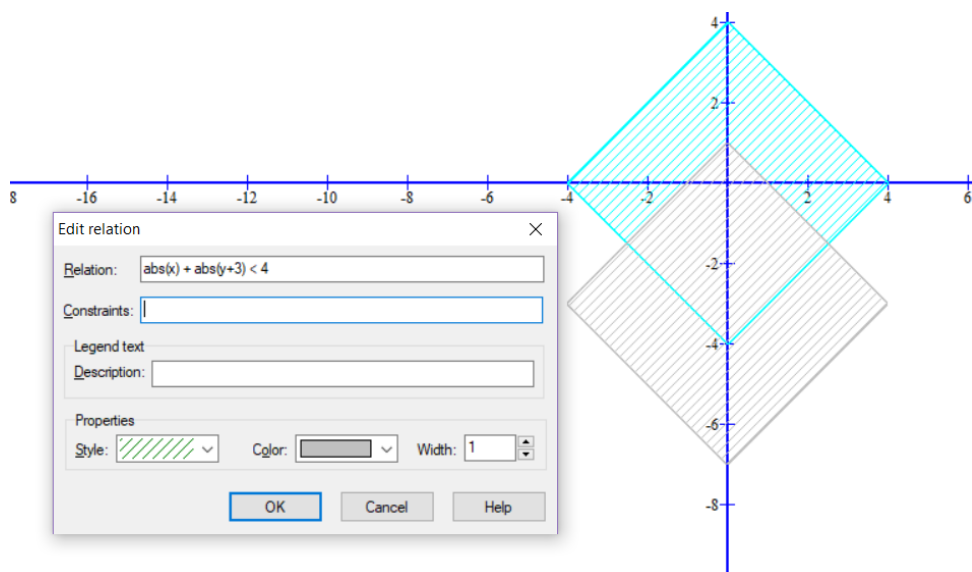 4
2
8 -16 -14 -12 -10 -8 -6 -4 -2 2 4 6
-2
-4
-6
-8
Edit relation
Relation: abs(x) + abs(y+3) < 4
Constraints:
Legend text
Description:
Properties
Style: Color: Width: 1
OK Cancel Help